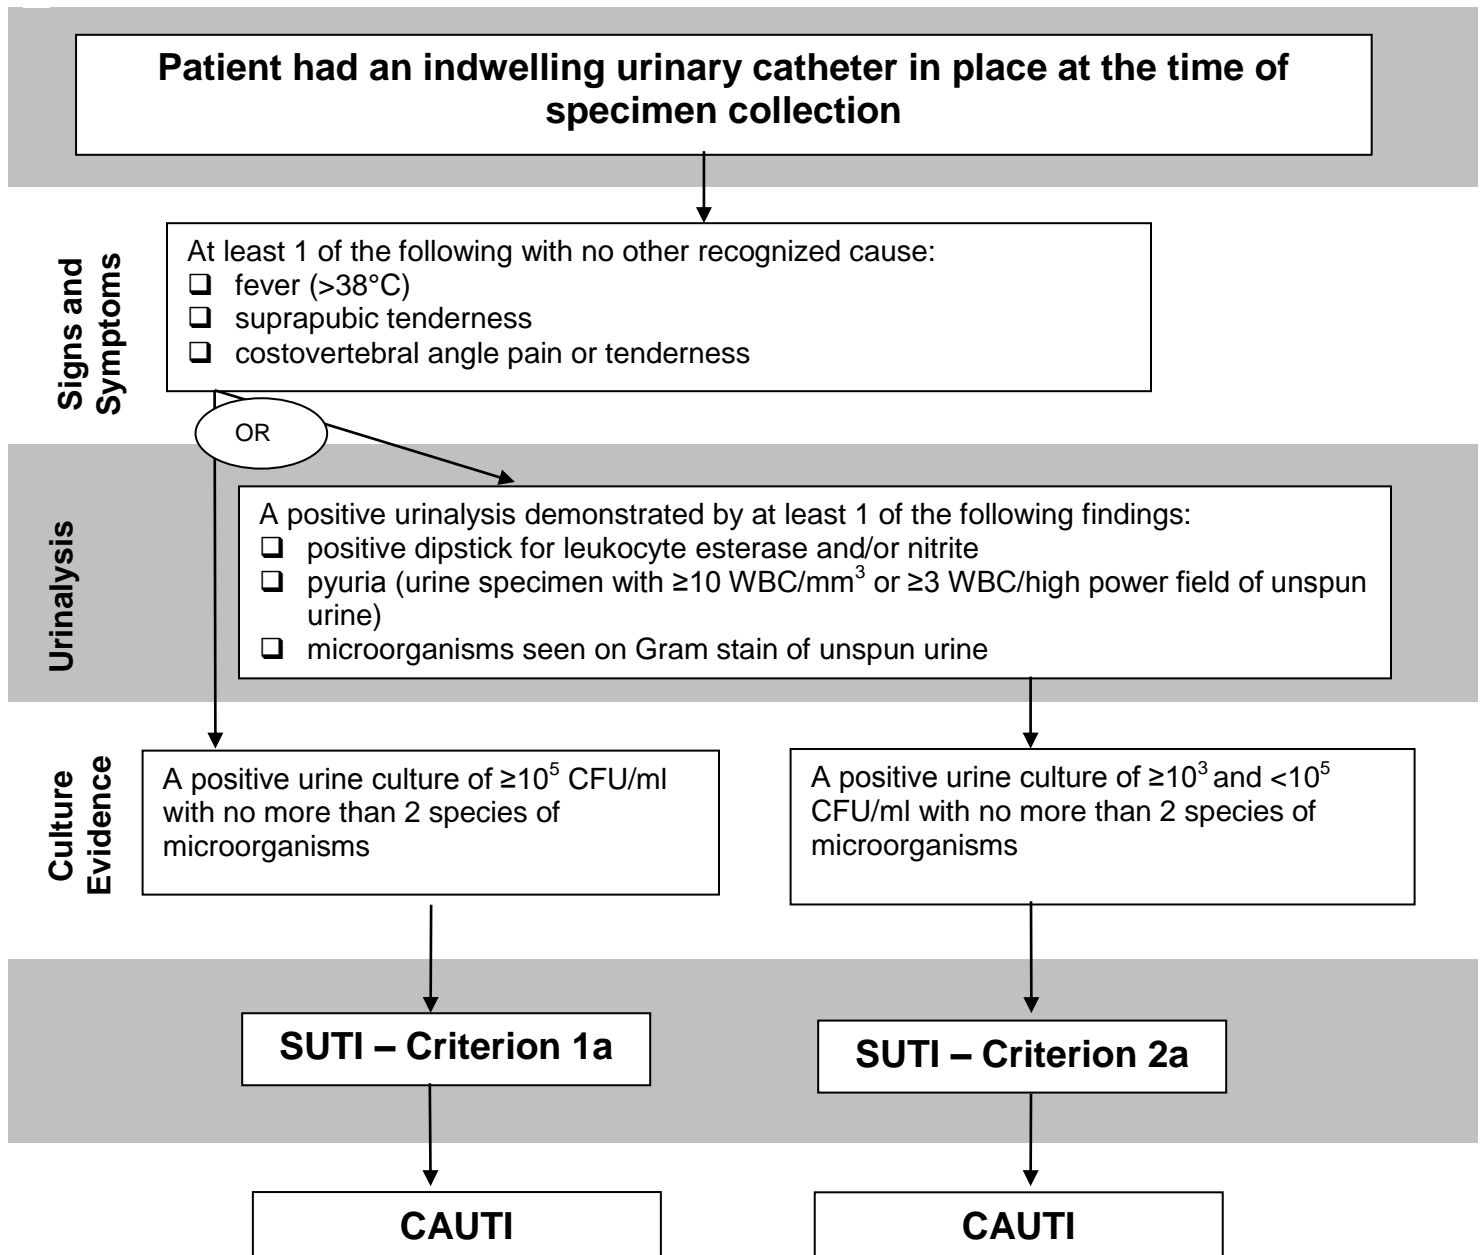 Patient had an indwelling urinary catheter in place at the time of
specimen collection
Signs and
Symptoms
At least 1 of the following with no other recognized cause:
❑ fever (>38°C)
❑ suprapubic tenderness
❑ costovertebral angle pain or tenderness
OR
Urinalysis
A positive urinalysis demonstrated by at least 1 of the following findings:
❑ positive dipstick for leukocyte esterase and/or nitrite
❑ pyuria (urine specimen with ≥10 WBC/mm³ or ≥3 WBC/high power field of unspun
urine)
❑ microorganisms seen on Gram stain of unspun urine
Culture
Evidence
A positive urine culture of ≥10⁵ CFU/ml
with no more than 2 species of
microorganisms
A positive urine culture of ≥10³ and <10⁵
CFU/ml with no more than 2 species of
microorganisms
SUTI – Criterion 1a
SUTI – Criterion 2a
CAUTI
CAUTI